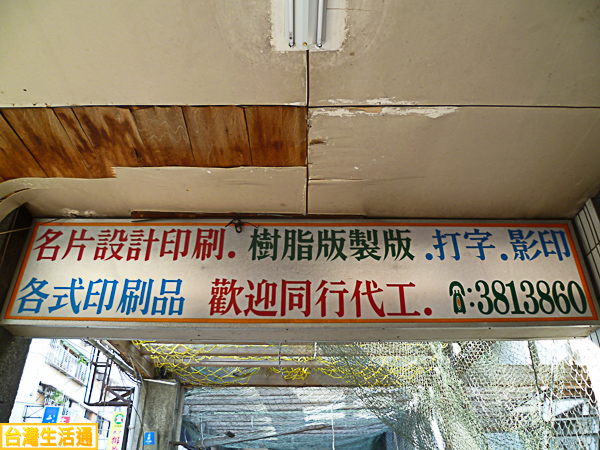 名片設計印刷.樹脂版製版.打字.影印
各式印刷品 歡迎同行代工. ☎:3813860
台灣生活通